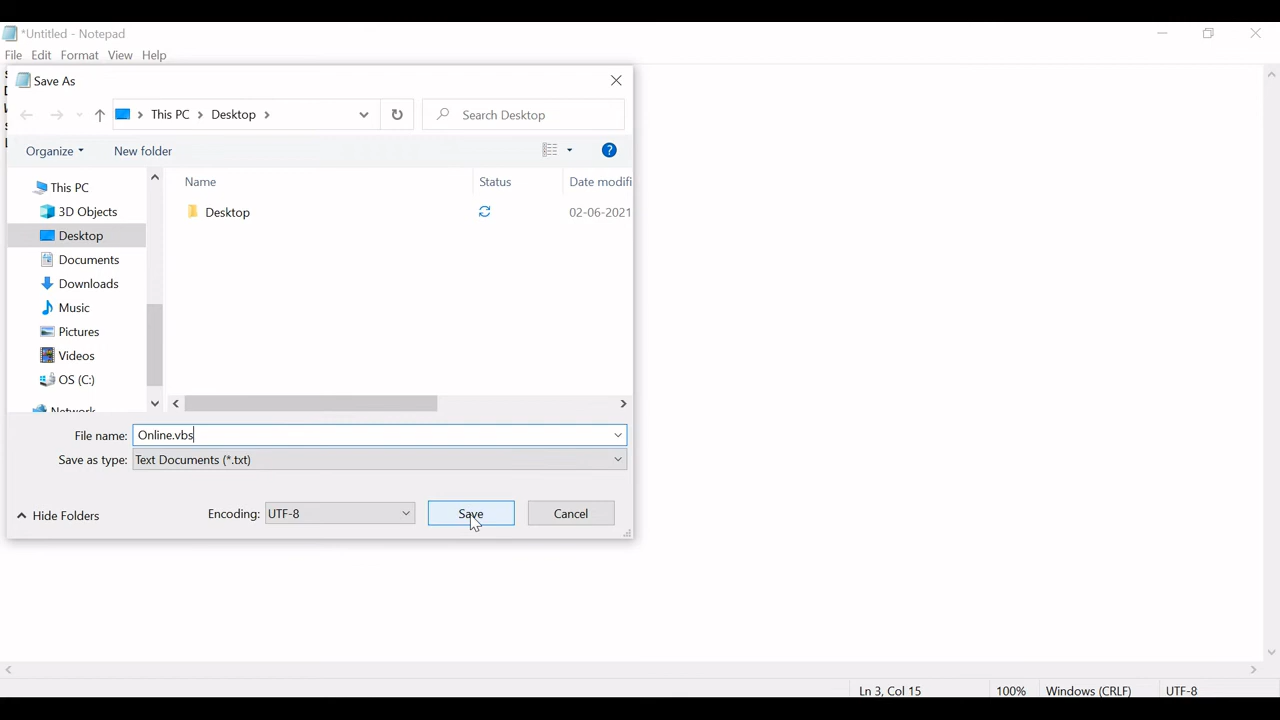 *Untitled - Notepad
File Edit Format View Help
Save As
This PC Desktop
Search Desktop
Organize New folder
?
Name Status Date modifi
Desktop 02-06-2021
This PC
3D Objects
Desktop
Documents
Downloads
Music
Pictures
Videos
OS (C:)
Network
File name: Online.vbs
Save as type: Text Documents (*.txt)
Hide Folders Encoding: UTF-8 Save Cancel
Ln 3, Col 15 100% Windows (CRLF) UTF-8